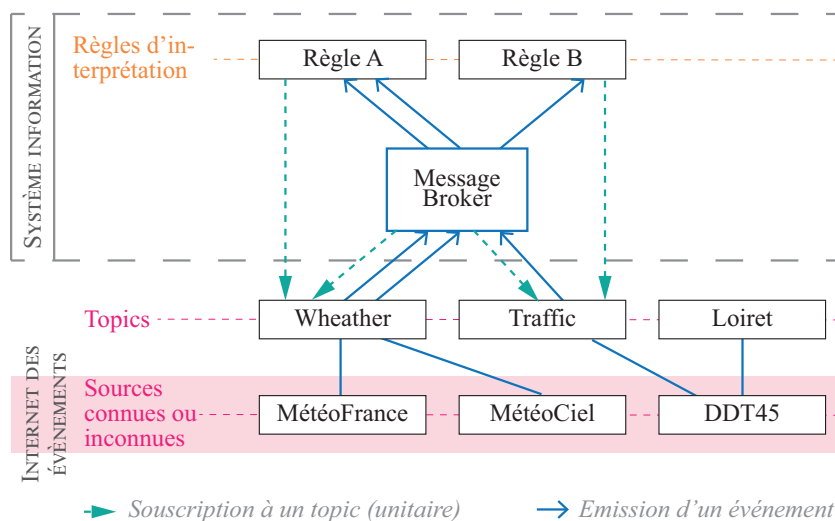 Règles d'in-
terprétation
Règle A
Règle B
Message
Broker
SYSTÈME INFORMATION
Topics
Wheather
Traffic
Loiret
INTERNET DES
ÉVÈNEMENTS
Sources
connues ou
inconnues
MétéoFrance
MétéoCiel
DDT45
Souscription à un topic (unitaire)
Emission d'un événement